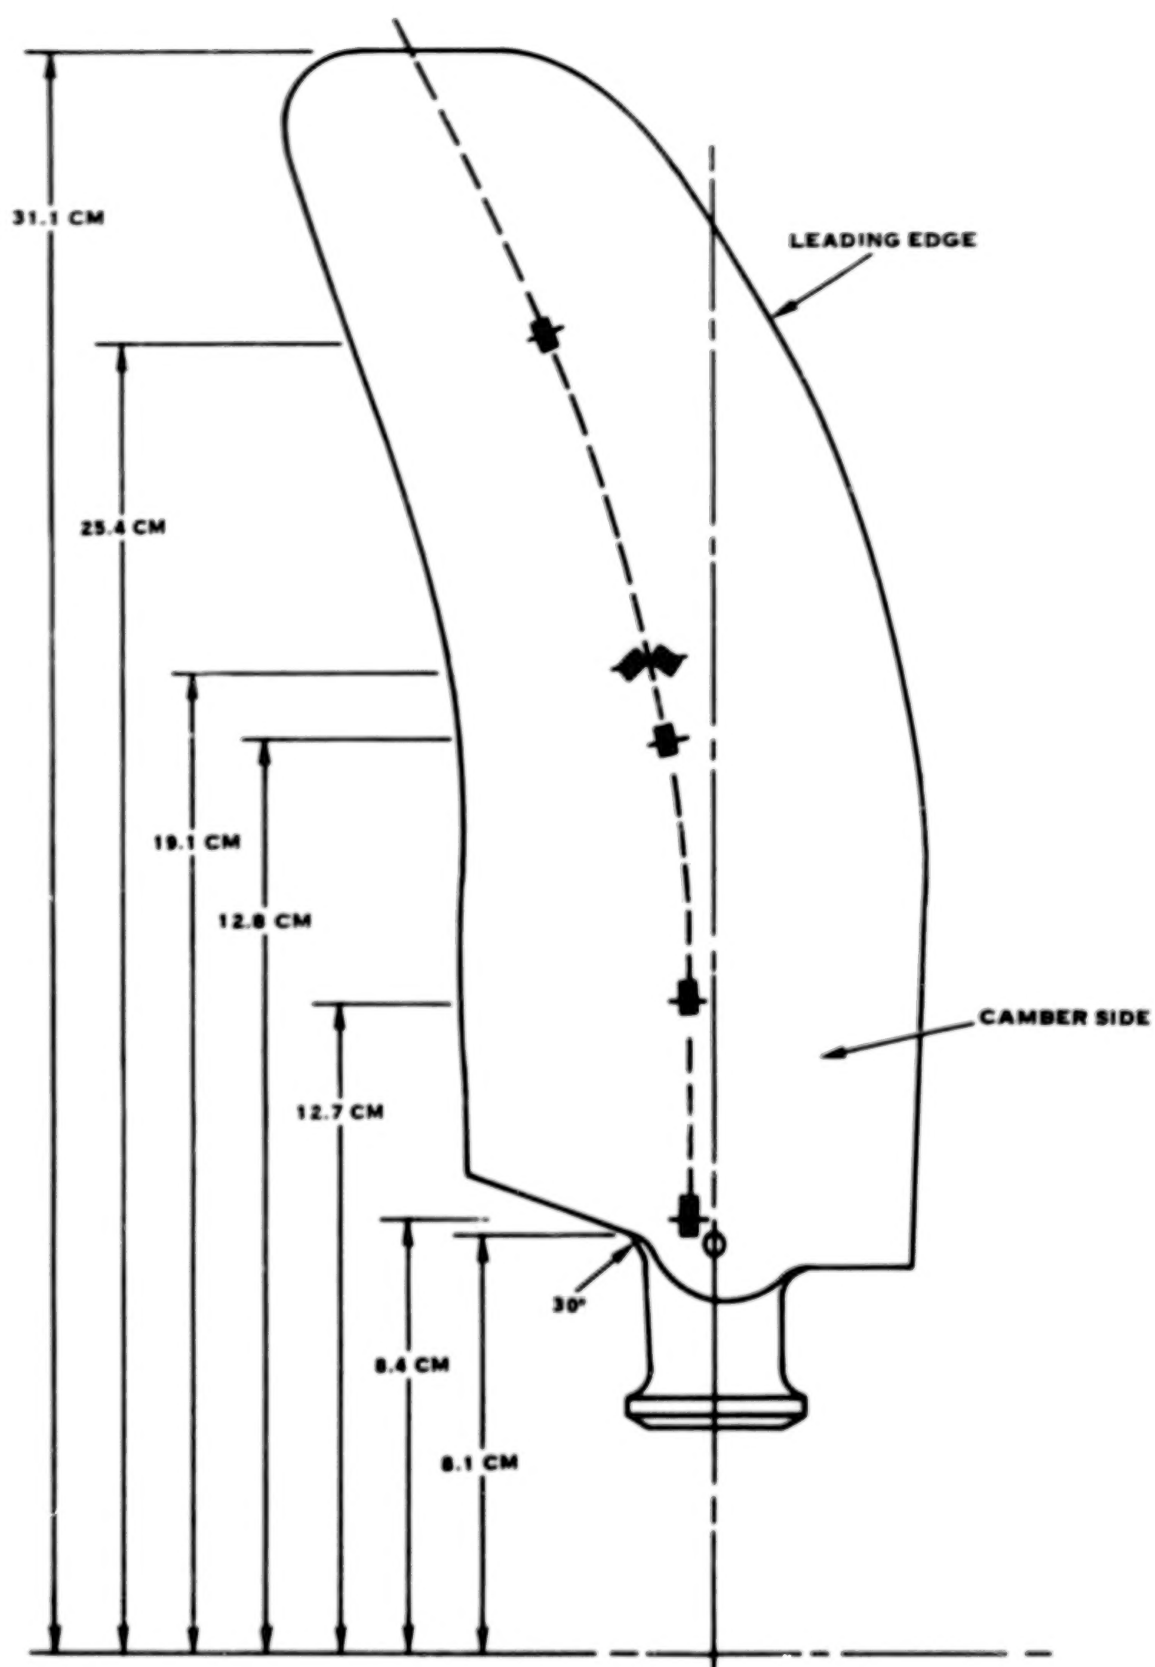 31.1 CM
LEADING EDGE
25.4 CM
19.1 CM
12.8 CM
CAMBER SIDE
12.7 CM
30°
8.4 CM
8.1 CM